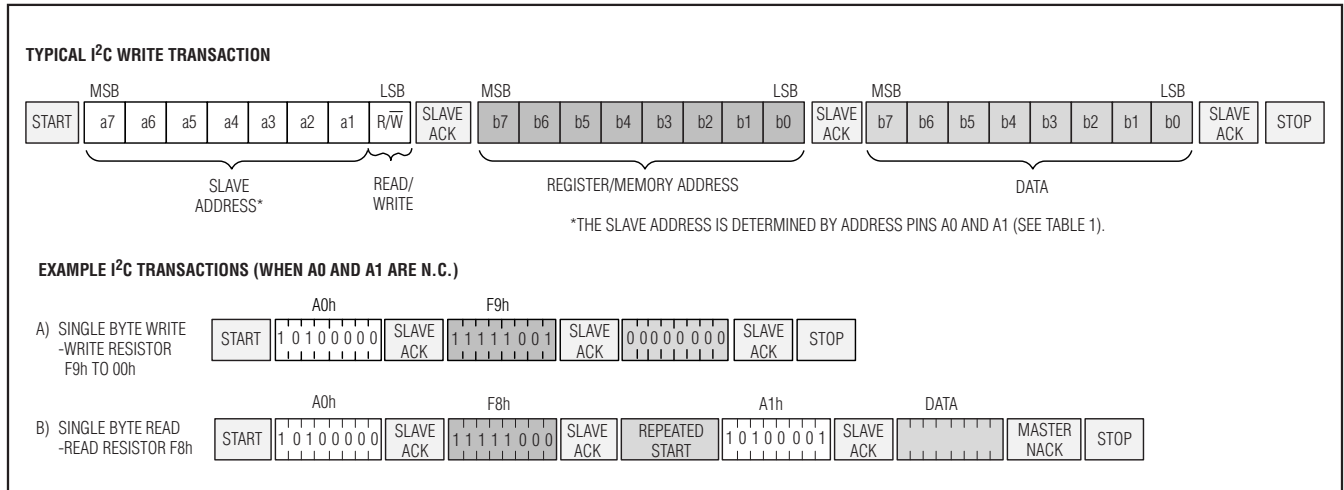 TYPICAL I²C WRITE TRANSACTION
MSB LSB MSB LSB MSB LSB
START a7 a6 a5 a4 a3 a2 a1 R/W̅ SLAVE ACK b7 b6 b5 b4 b3 b2 b1 b0 SLAVE ACK b7 b6 b5 b4 b3 b2 b1 b0 SLAVE ACK STOP
SLAVE ADDRESS*
READ/WRITE
REGISTER/MEMORY ADDRESS
DATA
*THE SLAVE ADDRESS IS DETERMINED BY ADDRESS PINS A0 AND A1 (SEE TABLE 1).
EXAMPLE I²C TRANSACTIONS (WHEN A0 AND A1 ARE N.C.)
A0h F9h
A) SINGLE BYTE WRITE
-WRITE RESISTOR
F9h TO 00h
START 1 0 1 0 0 0 0 0 SLAVE ACK 1 1 1 1 1 0 0 1 SLAVE ACK 0 0 0 0 0 0 0 0 SLAVE ACK STOP
A0h F8h A1h DATA
B) SINGLE BYTE READ
-READ RESISTOR F8h
START 1 0 1 0 0 0 0 0 SLAVE ACK 1 1 1 1 1 0 0 0 SLAVE ACK REPEATED START 1 0 1 0 0 0 0 1 SLAVE ACK MASTER NACK STOP